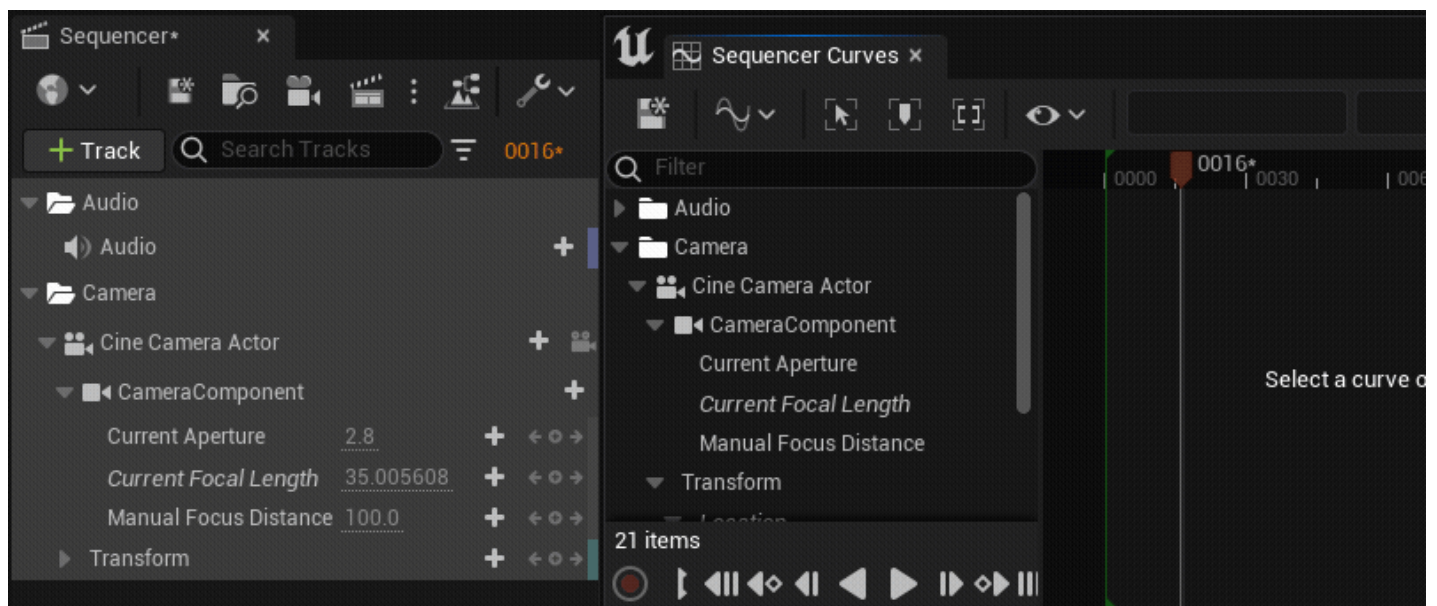 Sequencer*
Track
Search Tracks
0016*
Audio
Audio
Camera
Cine Camera Actor
CameraComponent
Current Aperture 2.8
Current Focal Length 35.005608
Manual Focus Distance 100.0
Transform
Sequencer Curves
Filter
Audio
Camera
Cine Camera Actor
CameraComponent
Current Aperture
Current Focal Length
Manual Focus Distance
Transform
Location
21 items
0000 0016* 0030 006
Select a curve o